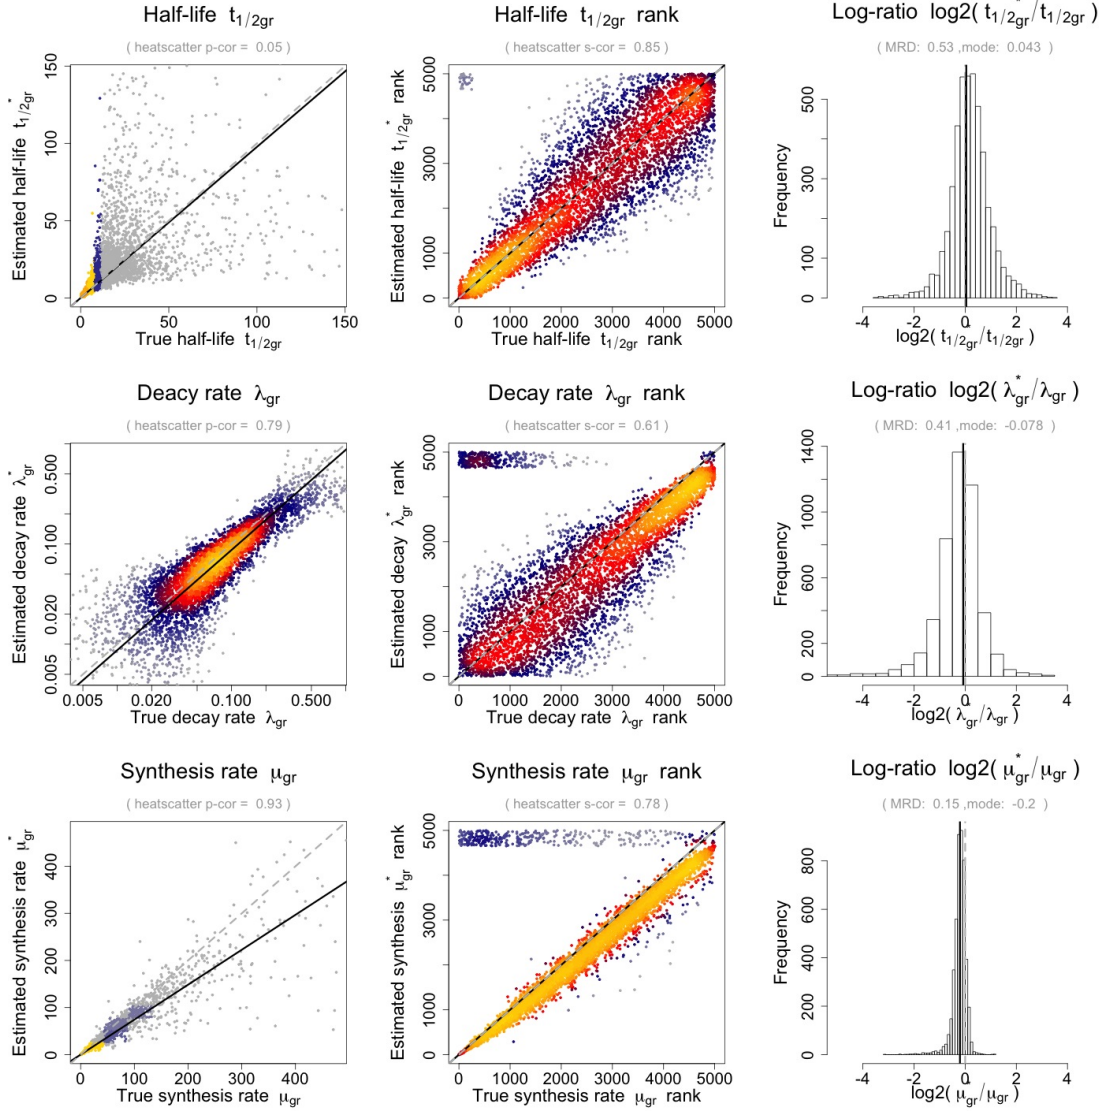 Half-life t1/2gr
( heatscatter p-cor = 0.05 )
Estimated half-life t*1/2gr
150
100
50
0
0 50 100 150
True half-life t1/2gr
Half-life t1/2gr rank
( heatscatter s-cor = 0.85 )
Estimated half-life t*1/2gr rank
5000
3000
1000
0
0 1000 2000 3000 4000 5000
True half-life t1/2gr rank
Log-ratio log2( t*1/2gr/t1/2gr )
( MRD: 0.53 ,mode: 0.043 )
Frequency
500
300
100
0
-4 -2 0 2 4
log2( t*1/2gr/t1/2gr )
Deacy rate λgr
( heatscatter p-cor = 0.79 )
Estimated decay rate λ*gr
0.500
0.100
0.020
0.005
0.005 0.020 0.100 0.500
True decay rate λgr
Decay rate λgr rank
( heatscatter s-cor = 0.61 )
Estimated decay λ*gr rank
5000
3000
1000
0
0 1000 2000 3000 4000 5000
True decay rate λgr rank
Log-ratio log2( λ*gr/λgr )
( MRD: 0.41 ,mode: -0.078 )
Frequency
1400
1000
600
200
0
-4 -2 0 2 4
log2( λ*gr/λgr )
Synthesis rate μgr
( heatscatter p-cor = 0.93 )
Estimated synthesis rate μ*gr
400
300
200
100
0
0 100 200 300 400
True synthesis rate μgr
Synthesis rate μgr rank
( heatscatter s-cor = 0.78 )
Estimated synthesis μ*gr rank
5000
3000
1000
0
0 1000 2000 3000 4000 5000
True synthesis rate μgr rank
Log-ratio log2( μ*gr/μgr )
( MRD: 0.15 ,mode: -0.2 )
Frequency
800
600
400
200
0
-4 -2 0 2 4
log2( μ*gr/μgr )